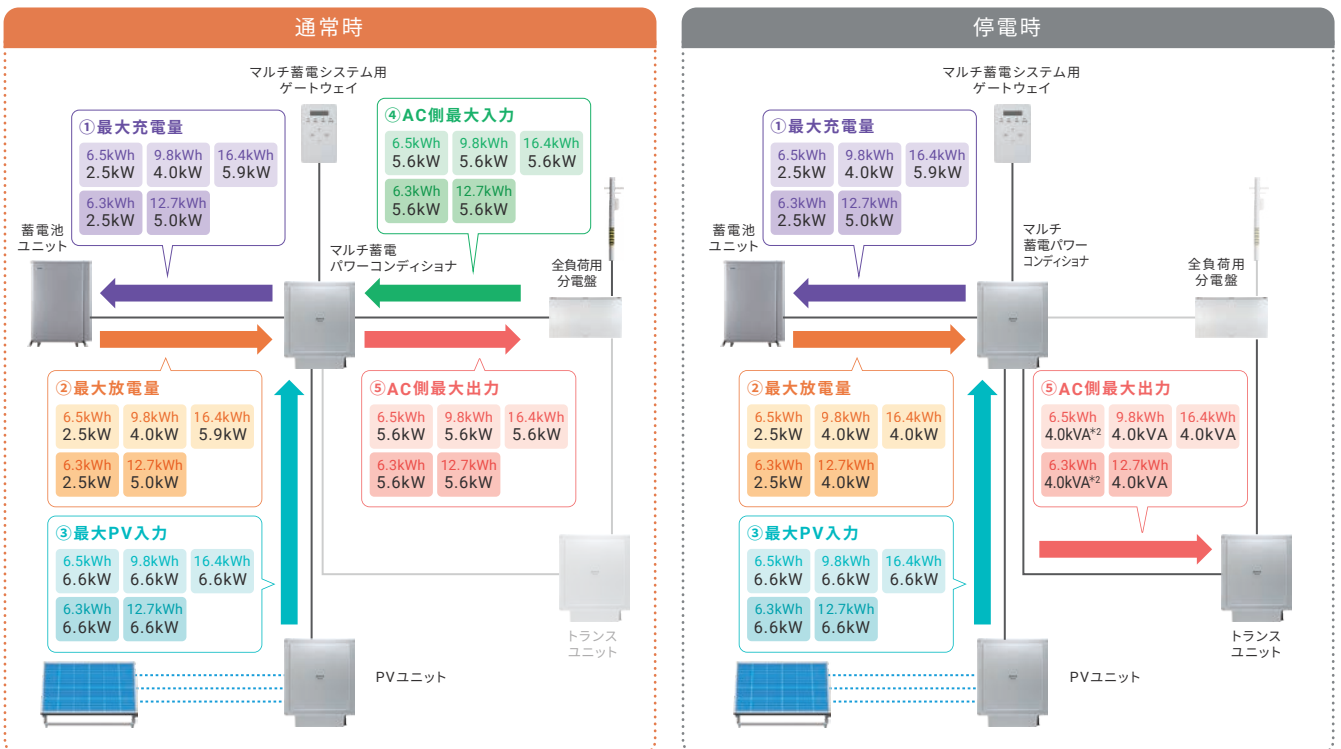 通常時
マルチ蓄電システム用
ゲートウェイ
①最大充電量
6.5kWh 9.8kWh 16.4kWh
2.5kW 4.0kW 5.9kW
6.3kWh 12.7kWh
2.5kW 5.0kW
④AC側最大入力
6.5kWh 9.8kWh 16.4kWh
5.6kW 5.6kW 5.6kW
6.3kWh 12.7kWh
5.6kW 5.6kW
蓄電池
ユニット
マルチ蓄電
パワーコンディショナ
全負荷用
分電盤
②最大放電量
6.5kWh 9.8kWh 16.4kWh
2.5kW 4.0kW 5.9kW
6.3kWh 12.7kWh
2.5kW 5.0kW
⑤AC側最大出力
6.5kWh 9.8kWh 16.4kWh
5.6kW 5.6kW 5.6kW
6.3kWh 12.7kWh
5.6kW 5.6kW
③最大PV入力
6.5kWh 9.8kWh 16.4kWh
6.6kW 6.6kW 6.6kW
6.3kWh 12.7kWh
6.6kW 6.6kW
トランス
ユニット
PVユニット
停電時
マルチ蓄電システム用
ゲートウェイ
①最大充電量
6.5kWh 9.8kWh 16.4kWh
2.5kW 4.0kW 5.9kW
6.3kWh 12.7kWh
2.5kW 5.0kW
蓄電池
ユニット
マルチ
蓄電パワー
コンディショナ
全負荷用
分電盤
②最大放電量
6.5kWh 9.8kWh 16.4kWh
2.5kW 4.0kW 4.0kW
6.3kWh 12.7kWh
2.5kW 4.0kW
⑤AC側最大出力
6.5kWh 9.8kWh 16.4kWh
4.0kVA*2 4.0kVA 4.0kVA
6.3kWh 12.7kWh
4.0kVA*2 4.0kVA
③最大PV入力
6.5kWh 9.8kWh 16.4kWh
6.6kW 6.6kW 6.6kW
6.3kWh 12.7kWh
6.6kW 6.6kW
トランス
ユニット
PVユニット